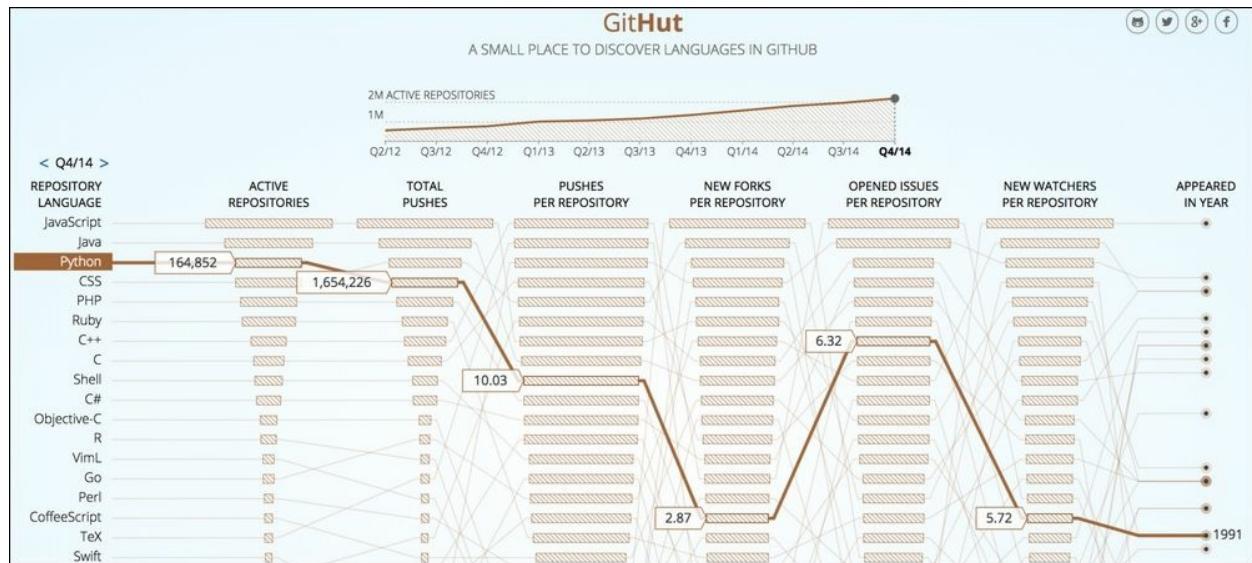 GitHut
A SMALL PLACE TO DISCOVER LANGUAGES IN GITHUB
2M ACTIVE REPOSITORIES
1M
Q2/12 Q3/12 Q4/12 Q1/13 Q2/13 Q3/13 Q4/13 Q1/14 Q2/14 Q3/14 Q4/14
< Q4/14 >
REPOSITORY LANGUAGE
ACTIVE REPOSITORIES
TOTAL PUSHES
PUSHES PER REPOSITORY
NEW FORKS PER REPOSITORY
OPENED ISSUES PER REPOSITORY
NEW WATCHERS PER REPOSITORY
APPEARED IN YEAR
JavaScript
Java
Python 164,852
CSS 1,654,226
PHP
Ruby
C++ 6.32
C
Shell 10.03
C#
Objective-C
R
VimL
Go
Perl
CoffeeScript 2.87 5.72
TeX 1991
Swift